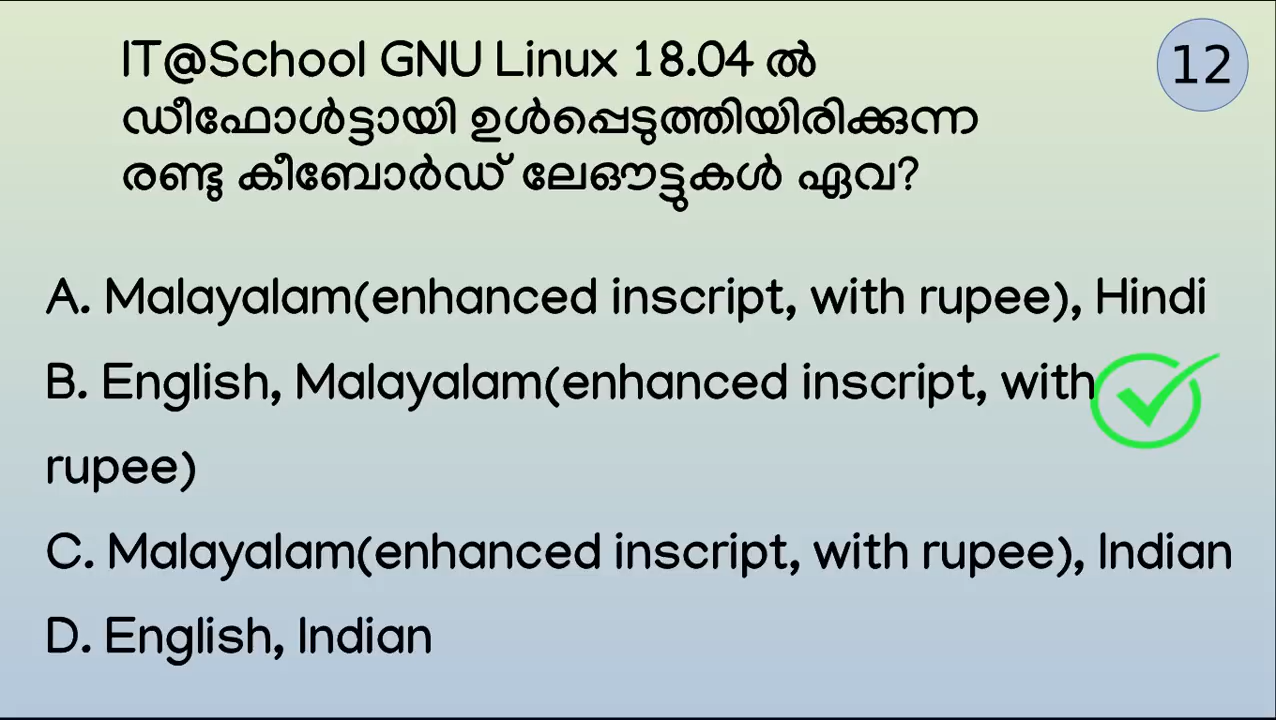 IT@School GNU Linux 18.04 ൽ
ഡീഫോൾട്ടായി ഉൾപ്പെടുത്തിയിരിക്കുന്ന
രണ്ടു കീബോർഡ് ലേഔട്ടുകൾ ഏവ?
12
A. Malayalam(enhanced inscript, with rupee), Hindi
B. English, Malayalam(enhanced inscript, with
rupee)
C. Malayalam(enhanced inscript, with rupee), Indian
D. English, Indian